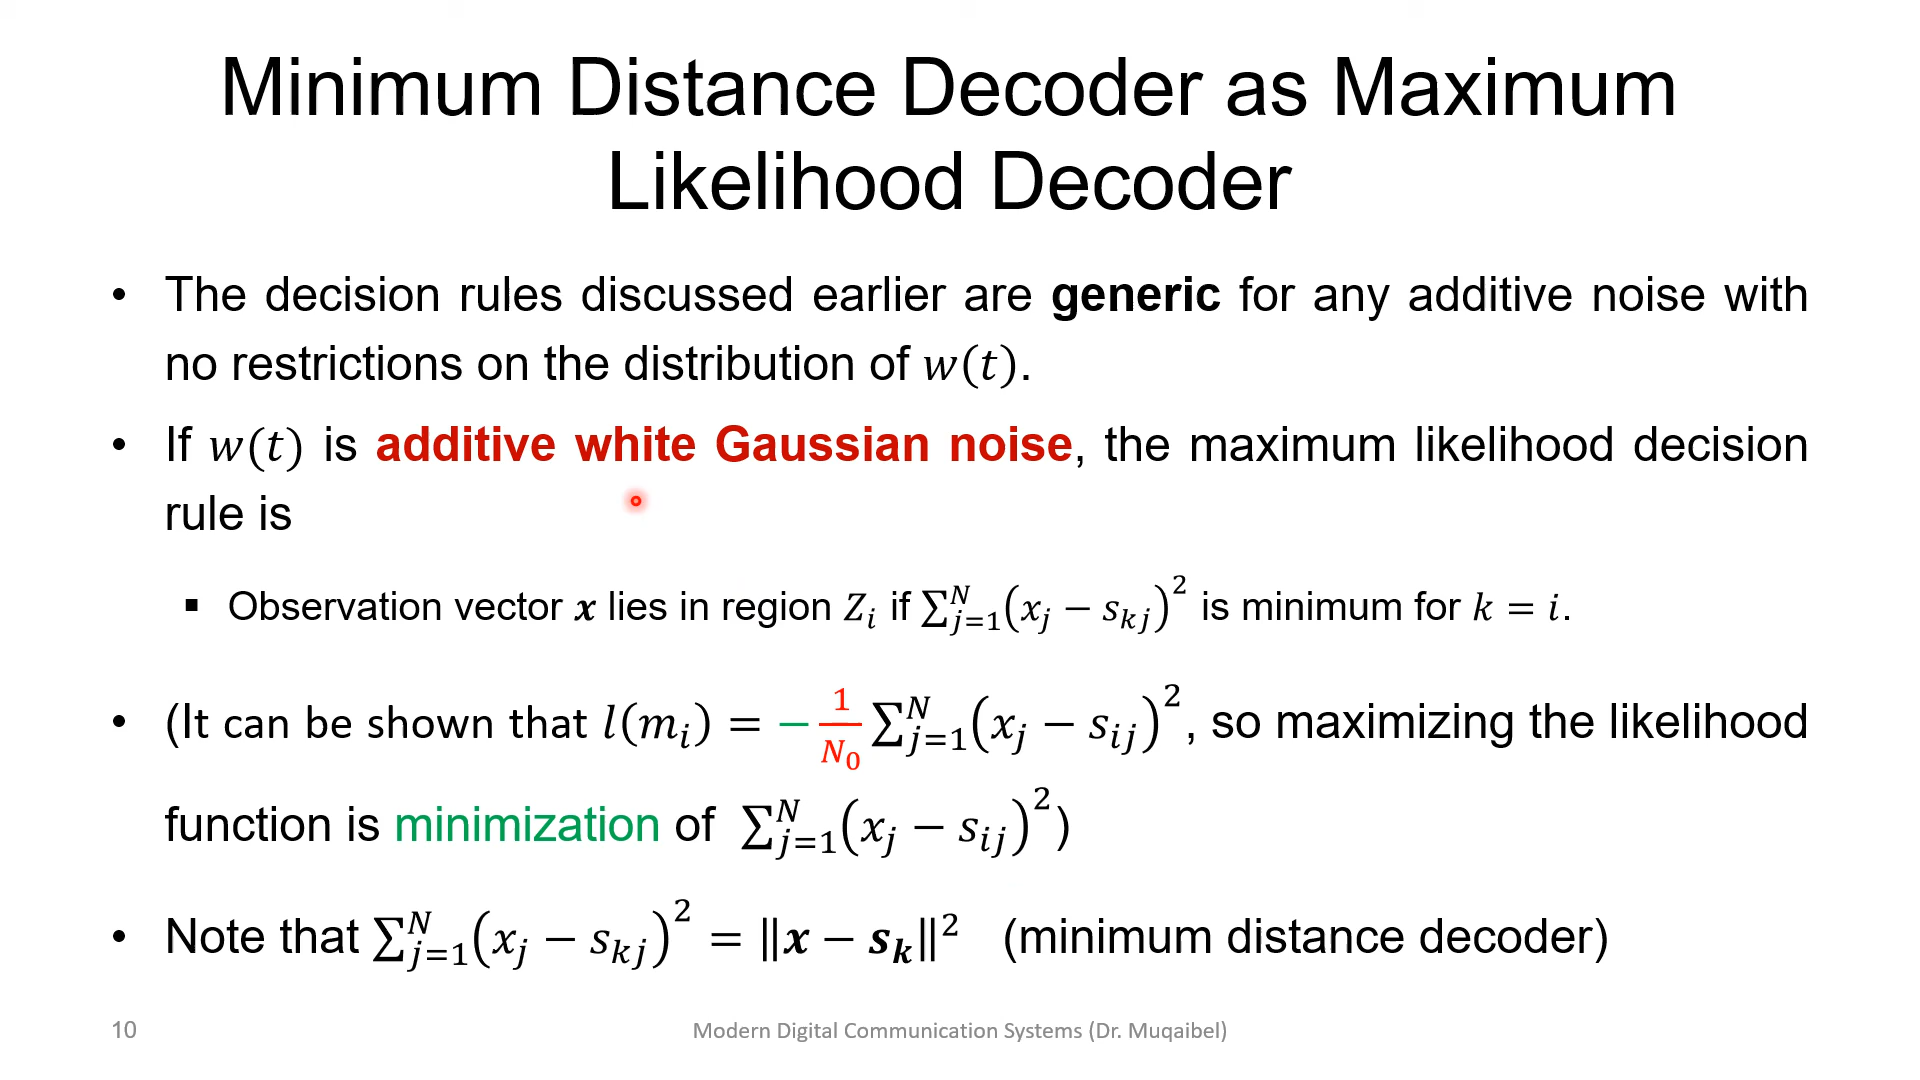 Minimum Distance Decoder as Maximum
Likelihood Decoder
• The decision rules discussed earlier are generic for any additive noise with
no restrictions on the distribution of w(t).
• If w(t) is additive white Gaussian noise, the maximum likelihood decision
rule is
▪ Observation vector x lies in region Z_i if ∑_{j=1}^{N}(x_j − s_{kj})^2 is minimum for k = i.
• (It can be shown that l(m_i) = −\frac{1}{N_0}∑_{j=1}^{N}(x_j − s_{ij})^2, so maximizing the likelihood
function is minimization of ∑_{j=1}^{N}(x_j − s_{ij})^2)
• Note that ∑_{j=1}^{N}(x_j − s_{kj})^2 = ‖x − s_k‖^2 (minimum distance decoder)
10 Modern Digital Communication Systems (Dr. Muqaibel)